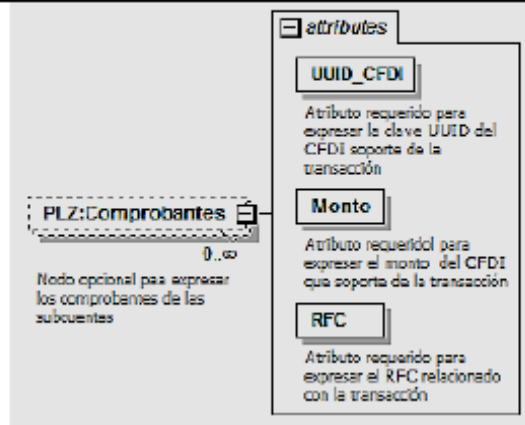 attributes
UUID_CFDI
Atributo requerido para
expresar la clave UUID del
CFDI soporte de la
transacción
PLZ:Comprobantes
0..∞
Nodo opcional paa expresar
los comprobantes de las
subcuentas
Monto
Atributo requeridol para
expresar el monto del CFDI
que soporte de la transacción
RFC
Atributo requerido para
expresar el RFC relacionado
con la transacción